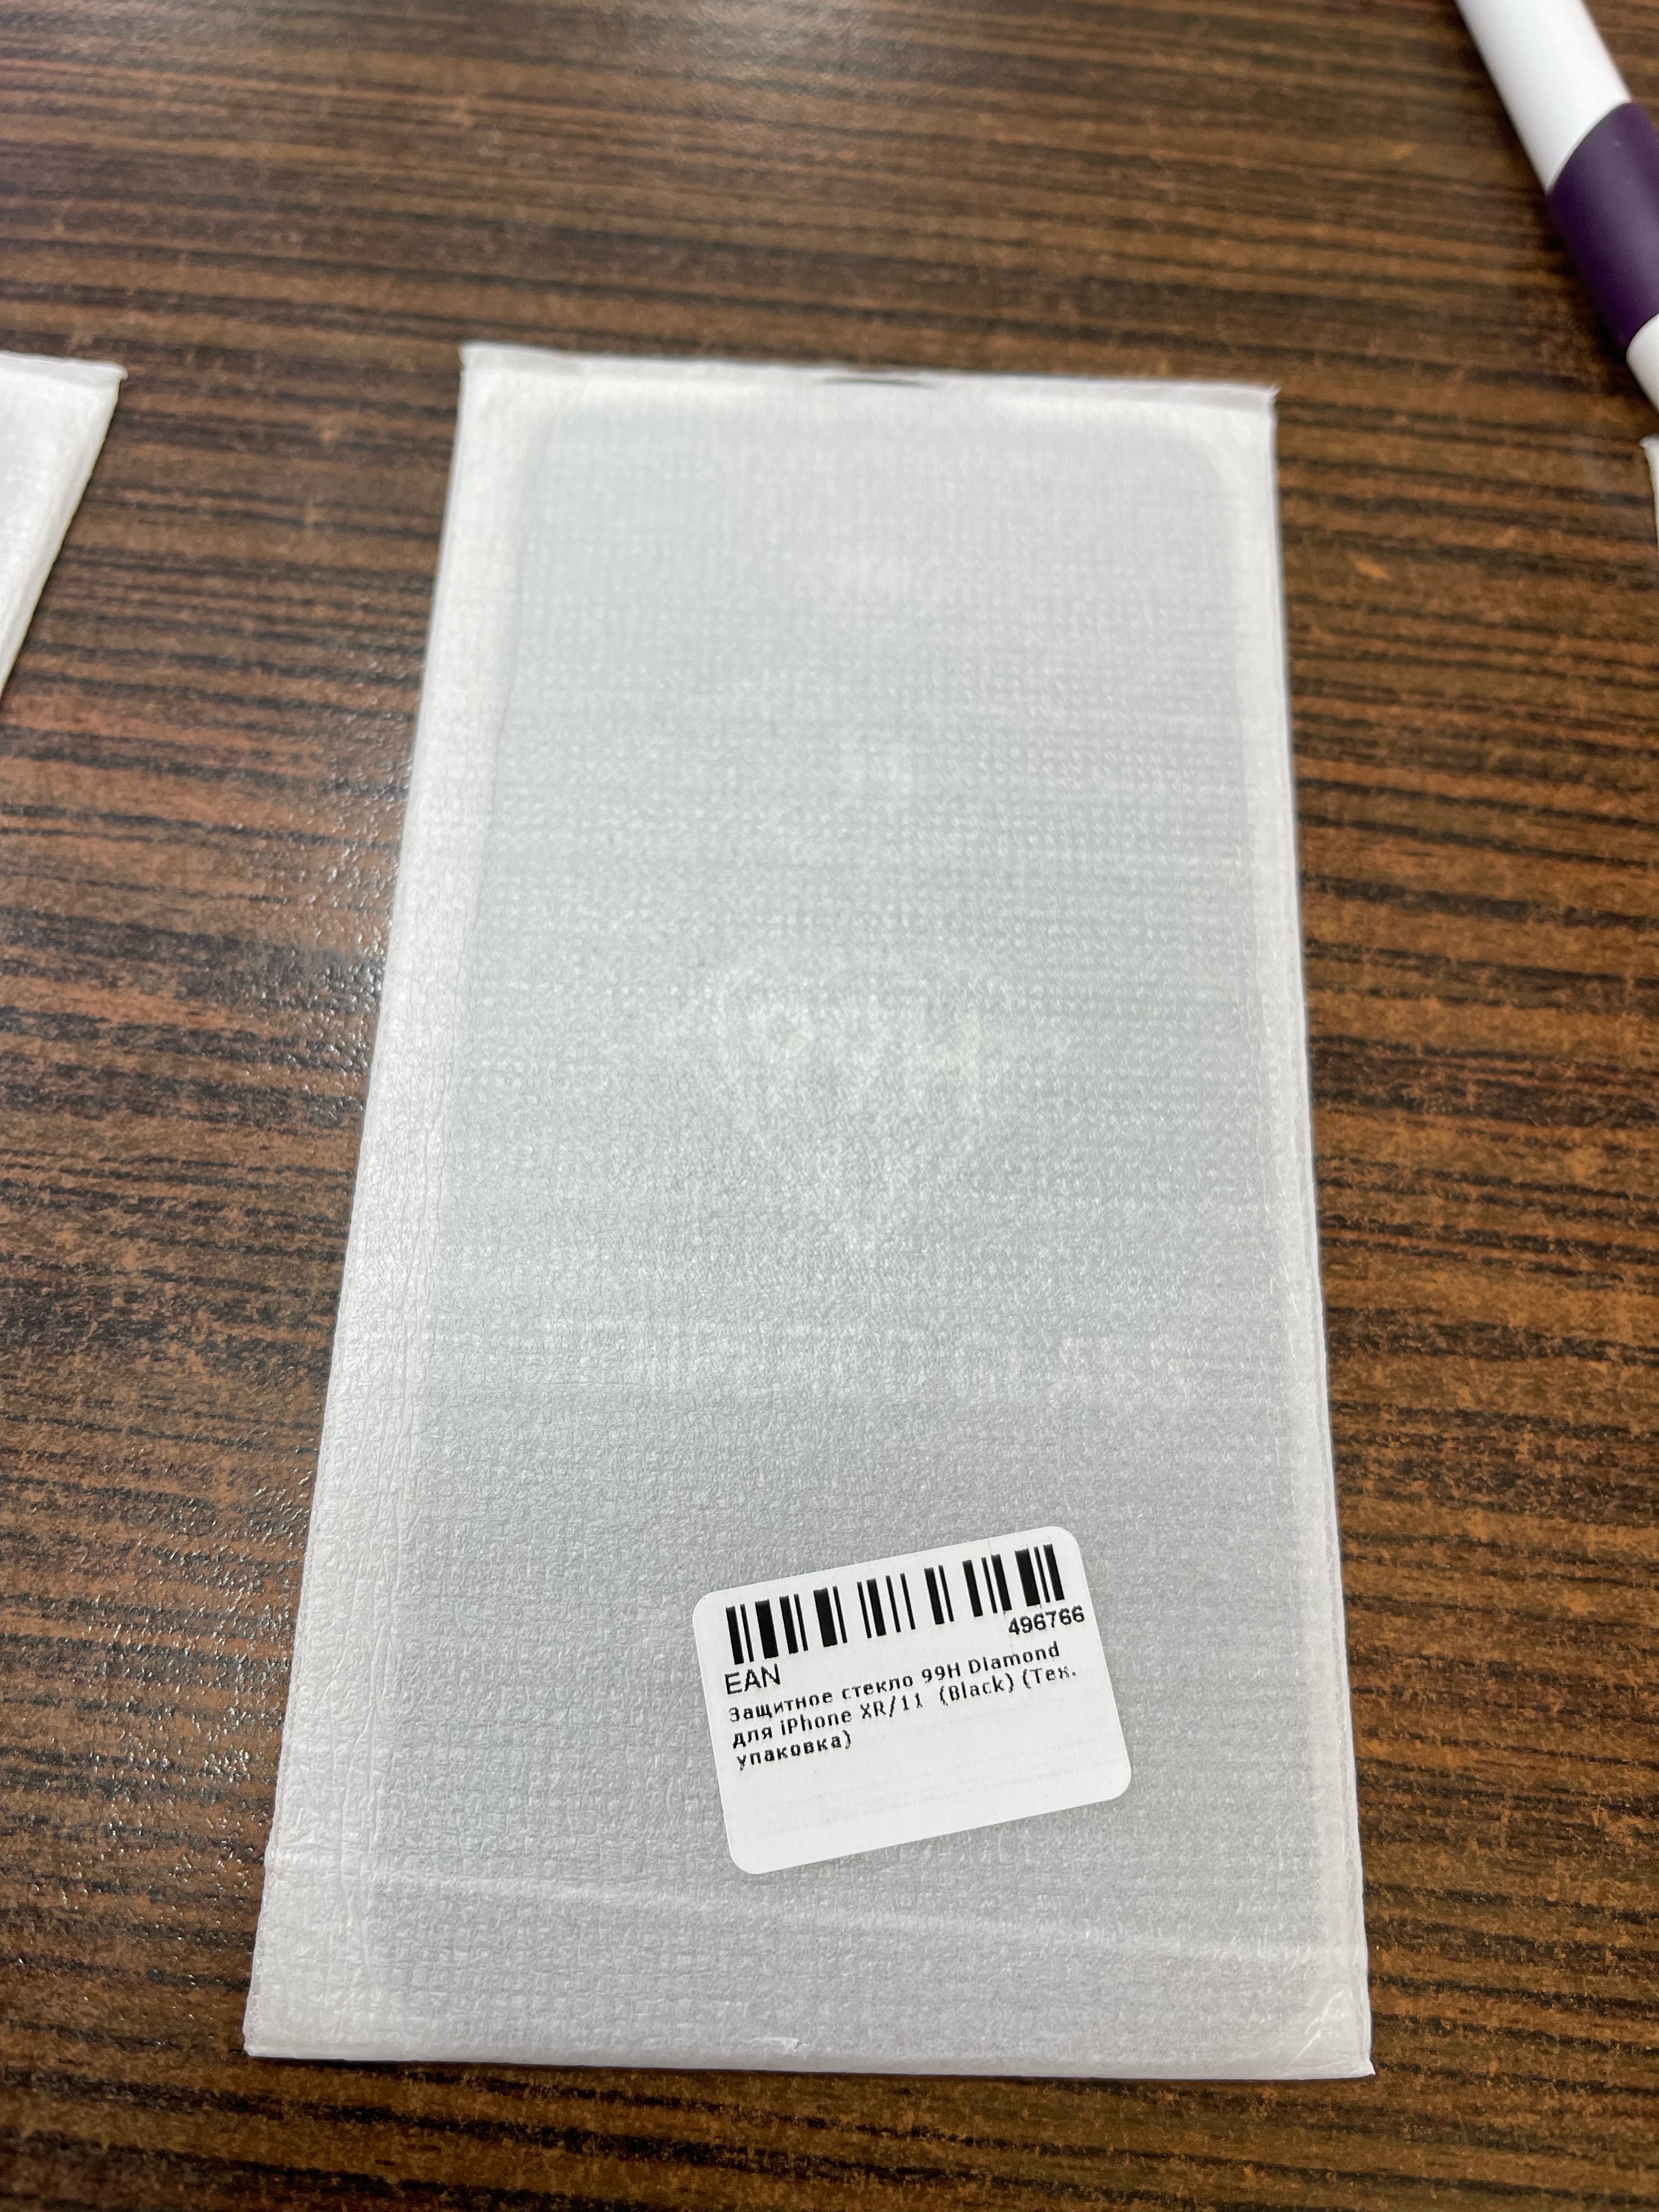 496766
EAN
Защитное стекло 99H Diamond
для iPhone XR/11 (Black) (Тех.
упаковка)